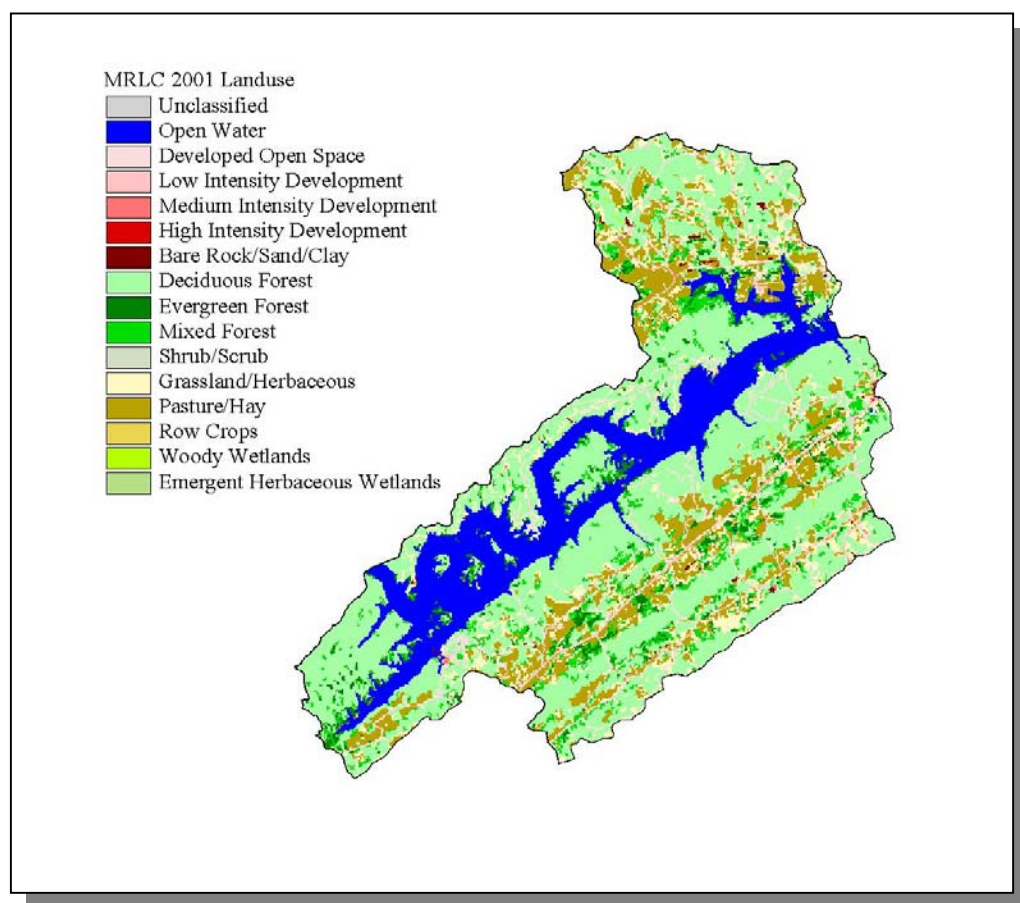 MRLC 2001 Landuse
Unclassified
Open Water
Developed Open Space
Low Intensity Development
Medium Intensity Development
High Intensity Development
Bare Rock/Sand/Clay
Deciduous Forest
Evergreen Forest
Mixed Forest
Shrub/Scrub
Grassland/Herbaceous
Pasture/Hay
Row Crops
Woody Wetlands
Emergent Herbaceous Wetlands